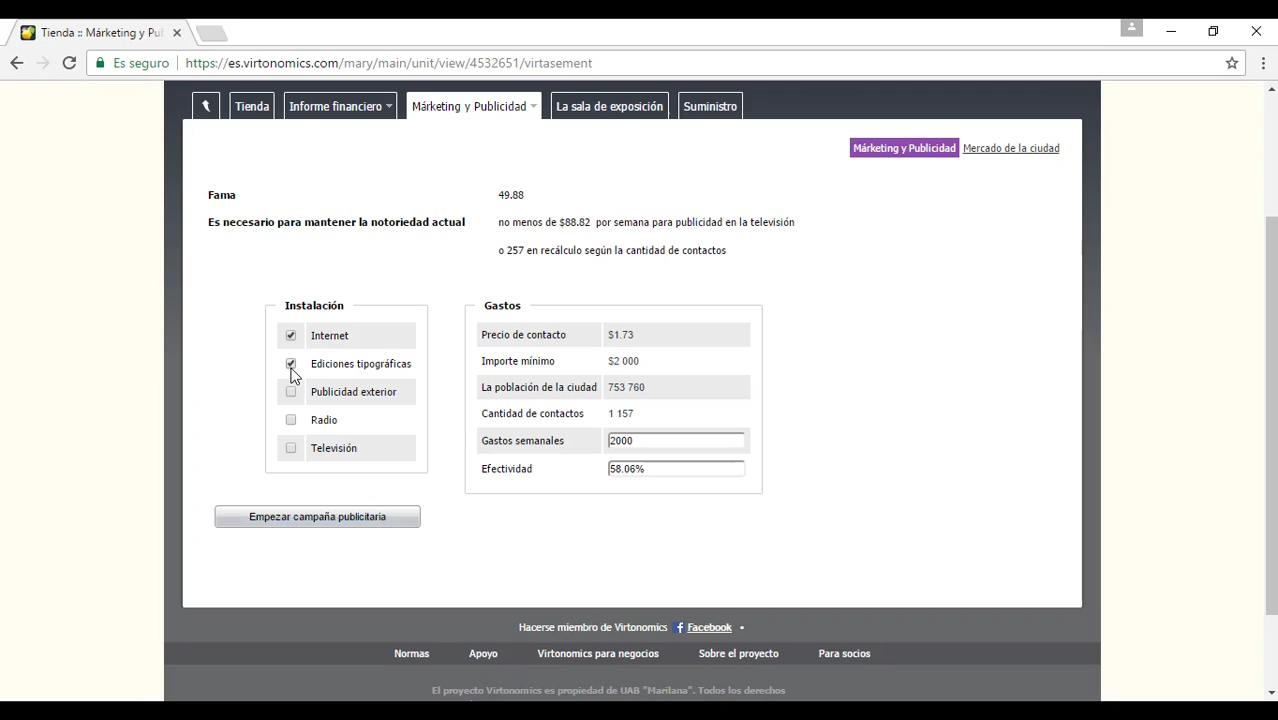 Tienda :: Márketing y Pu
Es seguro
https://es.virtonomics.com/mary/main/unit/view/4532651/virtasement
Tienda
Informe financiero
Márketing y Publicidad
La sala de exposición
Suministro
Márketing y Publicidad
Mercado de la ciudad
Fama
49.88
Es necesario para mantener la notoriedad actual
no menos de $88.82 por semana para publicidad en la televisión
o 257 en recálculo según la cantidad de contactos
Instalación
Internet
Ediciones tipográficas
Publicidad exterior
Radio
Televisión
Gastos
Precio de contacto $1.73
Importe mínimo $2 000
La población de la ciudad 753 760
Cantidad de contactos 1 157
Gastos semanales 2000
Efectividad 58.06%
Empezar campaña publicitaria
Hacerse miembro de Virtonomics f Facebook •
Normas
Apoyo
Virtonomics para negocios
Sobre el proyecto
Para socios
El proyecto Virtonomics es propiedad de UAB "Marilana". Todos los derechos